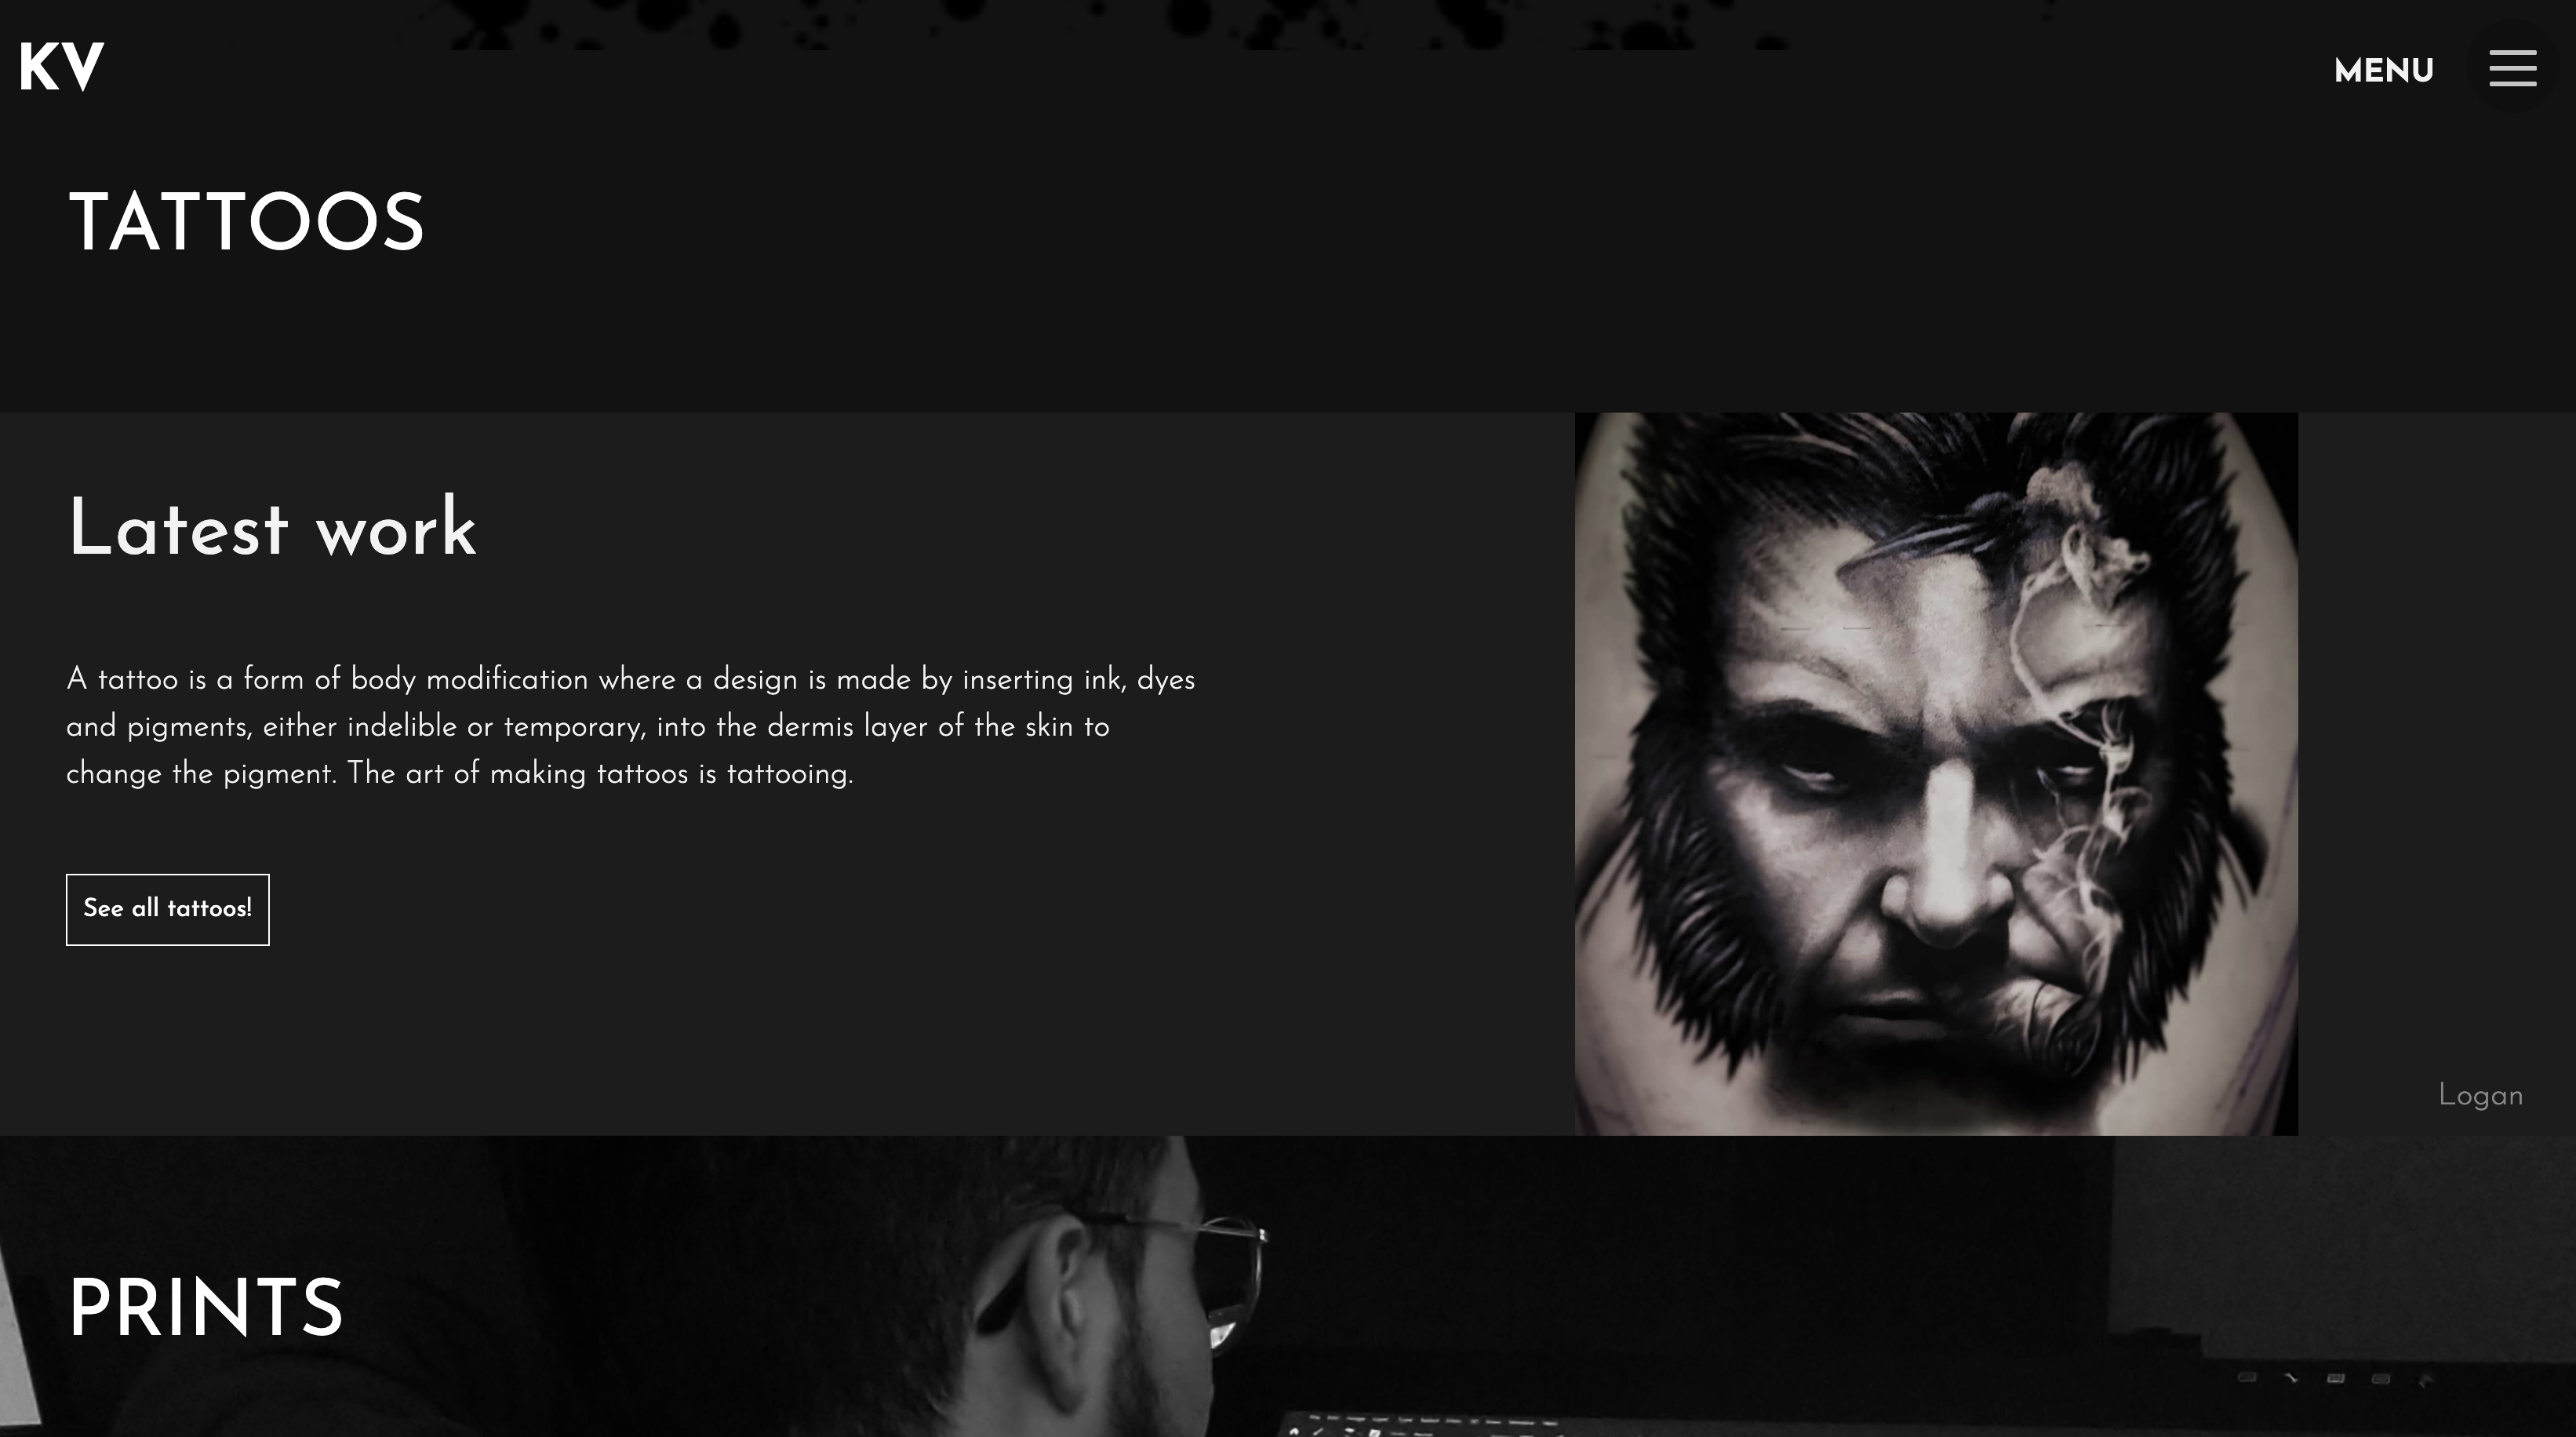 KV
MENU
TATTOOS
Latest work
A tattoo is a form of body modification where a design is made by inserting ink, dyes
and pigments, either indelible or temporary, into the dermis layer of the skin to
change the pigment. The art of making tattoos is tattooing.
See all tattoos!
Logan
PRINTS